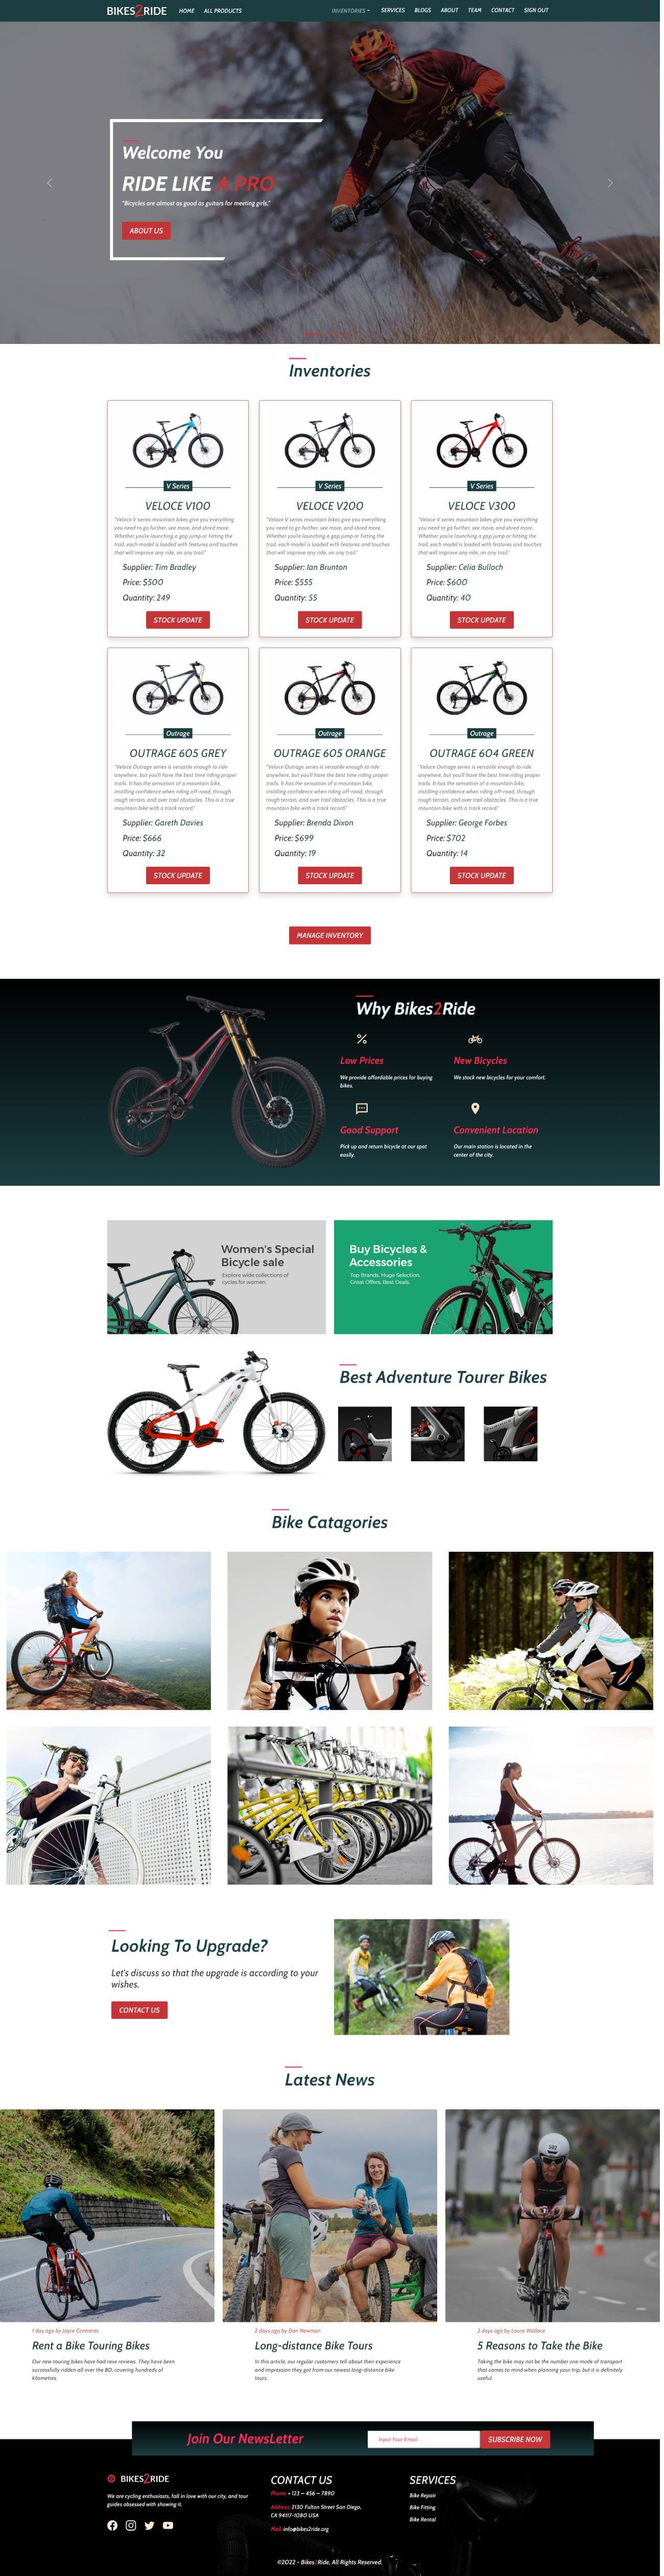 BIKES2RIDE HOME ALL PRODUCTS INVENTORIES SERVICES BLOGS ABOUT TEAM CONTACT SIGN OUT
Welcome You
RIDE LIKE A PRO
"Bicycles are almost as good as guitars for meeting girls."
ABOUT US
Inventories
V Series
VELOCE V100
"Veloce V series mountain bikes give you everything
you need to go further, see more, and shred more.
Whether you're launching a gap jump or hitting the
trail, each model is loaded with features and touches
that will improve any ride, on any trail."
Supplier: Tim Bradley
Price: $500
Quantity: 249
STOCK UPDATE
V Series
VELOCE V200
"Veloce V series mountain bikes give you everything
you need to go further, see more, and shred more.
Whether you're launching a gap jump or hitting the
trail, each model is loaded with features and touches
that will improve any ride, on any trail."
Supplier: Ian Brunton
Price: $555
Quantity: 55
STOCK UPDATE
V Series
VELOCE V300
"Veloce V series mountain bikes give you everything
you need to go further, see more, and shred more.
Whether you're launching a gap jump or hitting the
trail, each model is loaded with features and touches
that will improve any ride, on any trail."
Supplier: Celia Bulloch
Price: $600
Quantity: 40
STOCK UPDATE
Outrage
OUTRAGE 605 GREY
"Veloce Outrage series is versatile enough to ride
anywhere, but you'll have the best time riding proper
trails. It has the sensation of a mountain bike,
instilling confidence when riding off-road, through
rough terrain, and over trail obstacles. This is a true
mountain bike with a track record."
Supplier: Gareth Davies
Price: $666
Quantity: 32
STOCK UPDATE
Outrage
OUTRAGE 605 ORANGE
"Veloce Outrage series is versatile enough to ride
anywhere, but you'll have the best time riding proper
trails. It has the sensation of a mountain bike,
instilling confidence when riding off-road, through
rough terrain, and over trail obstacles. This is a true
mountain bike with a track record."
Supplier: Brenda Dixon
Price: $699
Quantity: 19
STOCK UPDATE
Outrage
OUTRAGE 604 GREEN
"Veloce Outrage series is versatile enough to ride
anywhere, but you'll have the best time riding proper
trails. It has the sensation of a mountain bike,
instilling confidence when riding off-road, through
rough terrain, and over trail obstacles. This is a true
mountain bike with a track record."
Supplier: George Forbes
Price: $702
Quantity: 14
STOCK UPDATE
MANAGE INVENTORY
Why Bikes2Ride
Low Prices
We provide affordable prices for buying
bikes.
New Bicycles
We stock new bicycles for your comfort.
Good Support
Pick up and return bicycle at our spot
easily.
Convenient Location
Our main station is located in the
center of the city.
Women's Special
Bicycle sale
Explore wide collections of
cycles for women.
Buy Bicycles &
Accessories
Top Brands, Huge Selection.
Great Offers. Best Deals.
Best Adventure Tourer Bikes
Bike Catagories
Looking To Upgrade?
Let's discuss so that the upgrade is according to your
wishes.
CONTACT US
Latest News
1 day ago by Joyce Contreras
Rent a Bike Touring Bikes
Our new touring bikes have had rave reviews. They have been
successfully ridden all over the BD, covering hundreds of
kilometres.
2 days ago by Dan Newman
Long-distance Bike Tours
In this article, our regular customers tell about their experience
and impression they got from our newest long-distance bike
tours.
502
2 days ago by Laura Wallace
5 Reasons to Take the Bike
Taking the bike may not be the number one mode of transport
that comes to mind when planning your trip, but it is definitely
useful.
Join Our NewsLetter
Input Your Email
SUBSCRIBE NOW
BIKES2RIDE
We are cycling enthusiasts, fall in love with our city, and tour
guides obsessed with showing it.
CONTACT US
Phone: + 123 – 456 – 7890
Address: 2130 Fulton Street San Diego,
CA 94117-1080 USA
Mail: info@bikes2ride.org
SERVICES
Bike Repair
Bike Fitting
Bike Rental
©2022 - Bikes2Ride, All Rights Reserved.